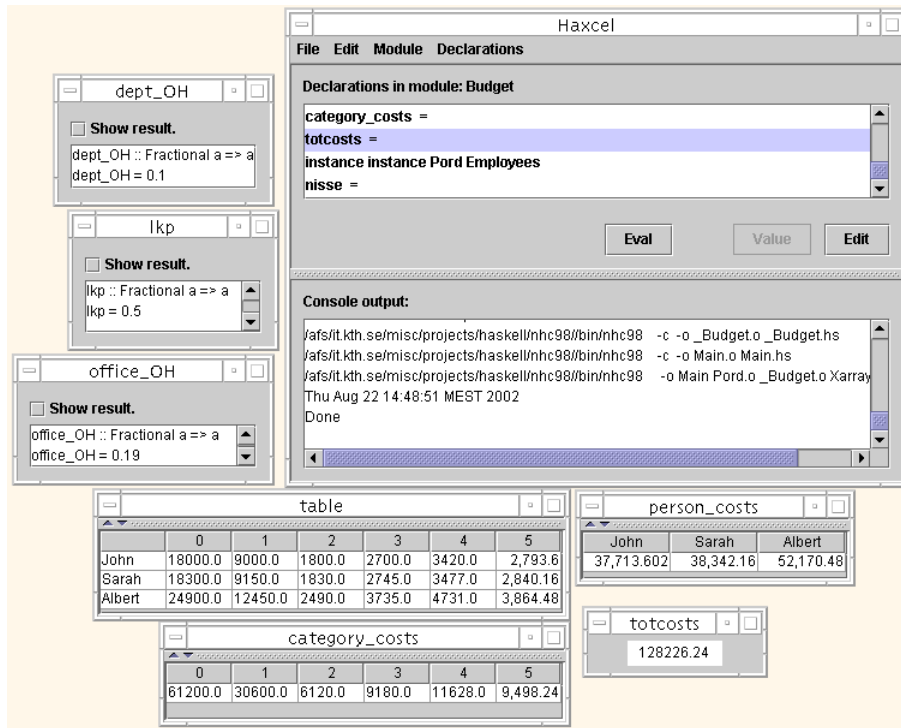 Haxcel
File Edit Module Declarations
Declarations in module: Budget
category_costs =
totcosts =
instance instance Pord Employees
nisse =
Eval Value Edit
Console output:
/afs/it.kth.se/misc/projects/haskell/nhc98//bin/nhc98 -c -o _Budget.o _Budget.hs
/afs/it.kth.se/misc/projects/haskell/nhc98//bin/nhc98 -c -o Main.o Main.hs
/afs/it.kth.se/misc/projects/haskell/nhc98//bin/nhc98 -o Main Pord.o _Budget.o Xarray
Thu Aug 22 14:48:51 MEST 2002
Done
dept_OH
Show result.
dept_OH :: Fractional a => a
dept_OH = 0.1
lkp
Show result.
lkp :: Fractional a => a
lkp = 0.5
office_OH
Show result.
office_OH :: Fractional a => a
office_OH = 0.19
table
0 1 2 3 4 5
John 18000.0 9000.0 1800.0 2700.0 3420.0 2,793.6
Sarah 18300.0 9150.0 1830.0 2745.0 3477.0 2,840.16
Albert 24900.0 12450.0 2490.0 3735.0 4731.0 3,864.48
person_costs
John Sarah Albert
37,713.602 38,342.16 52,170.48
category_costs
0 1 2 3 4 5
61200.0 30600.0 6120.0 9180.0 11628.0 9,498.24
totcosts
128226.24